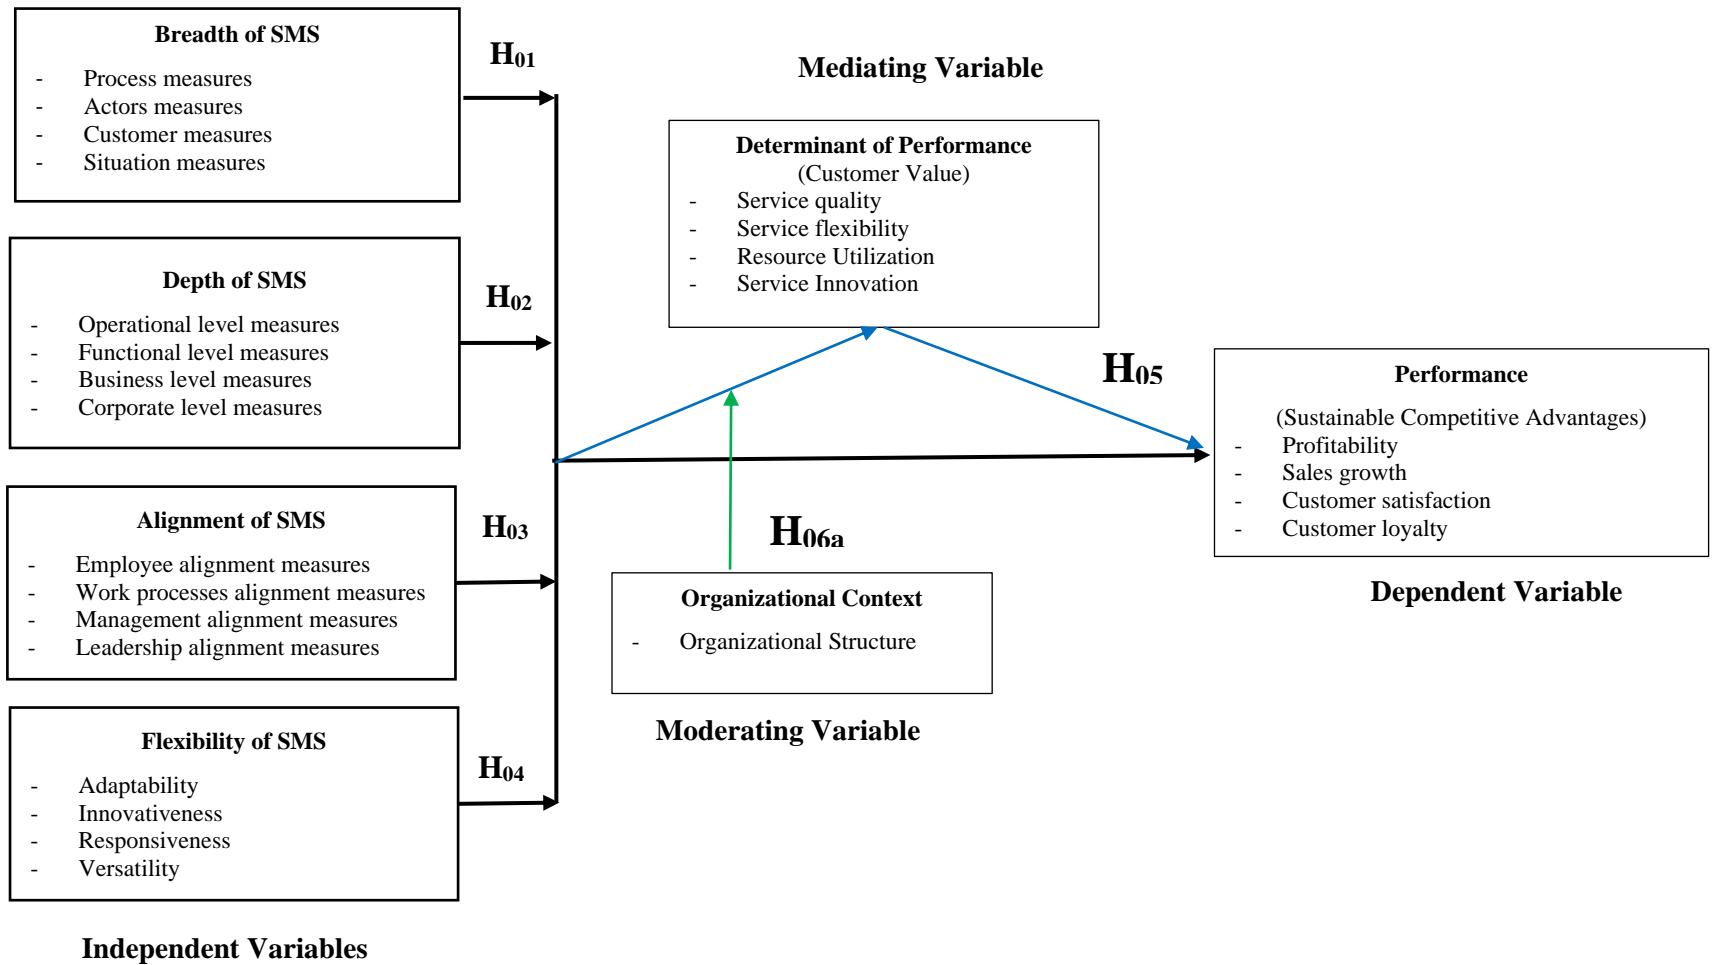 Breadth of SMS
- Process measures
- Actors measures
- Customer measures
- Situation measures
H01
Depth of SMS
- Operational level measures
- Functional level measures
- Business level measures
- Corporate level measures
H02
Alignment of SMS
- Employee alignment measures
- Work processes alignment measures
- Management alignment measures
- Leadership alignment measures
H03
Flexibility of SMS
- Adaptability
- Innovativeness
- Responsiveness
- Versatility
H04
Independent Variables
Mediating Variable
Determinant of Performance
(Customer Value)
- Service quality
- Service flexibility
- Resource Utilization
- Service Innovation
H05
H06a
Organizational Context
- Organizational Structure
Moderating Variable
Performance
(Sustainable Competitive Advantages)
- Profitability
- Sales growth
- Customer satisfaction
- Customer loyalty
Dependent Variable